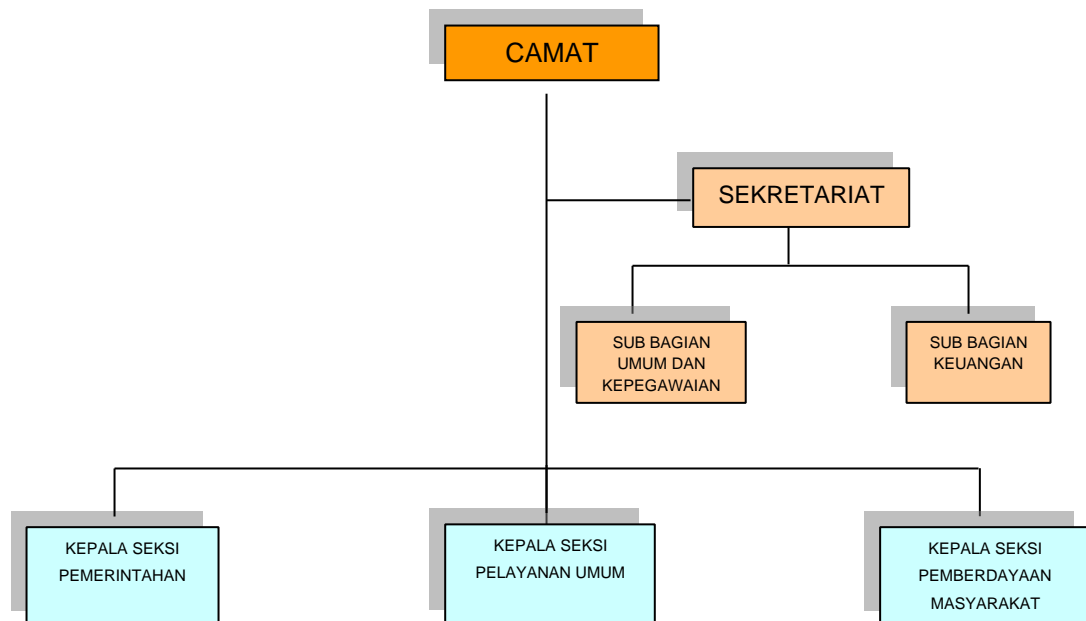 CAMAT
SEKRETARIAT
SUB BAGIAN
UMUM DAN
KEPEGAWAIAN
SUB BAGIAN
KEUANGAN
KEPALA SEKSI
PEMERINTAHAN
KEPALA SEKSI
PELAYANAN UMUM
KEPALA SEKSI
PEMBERDAYAAN
MASYARAKAT